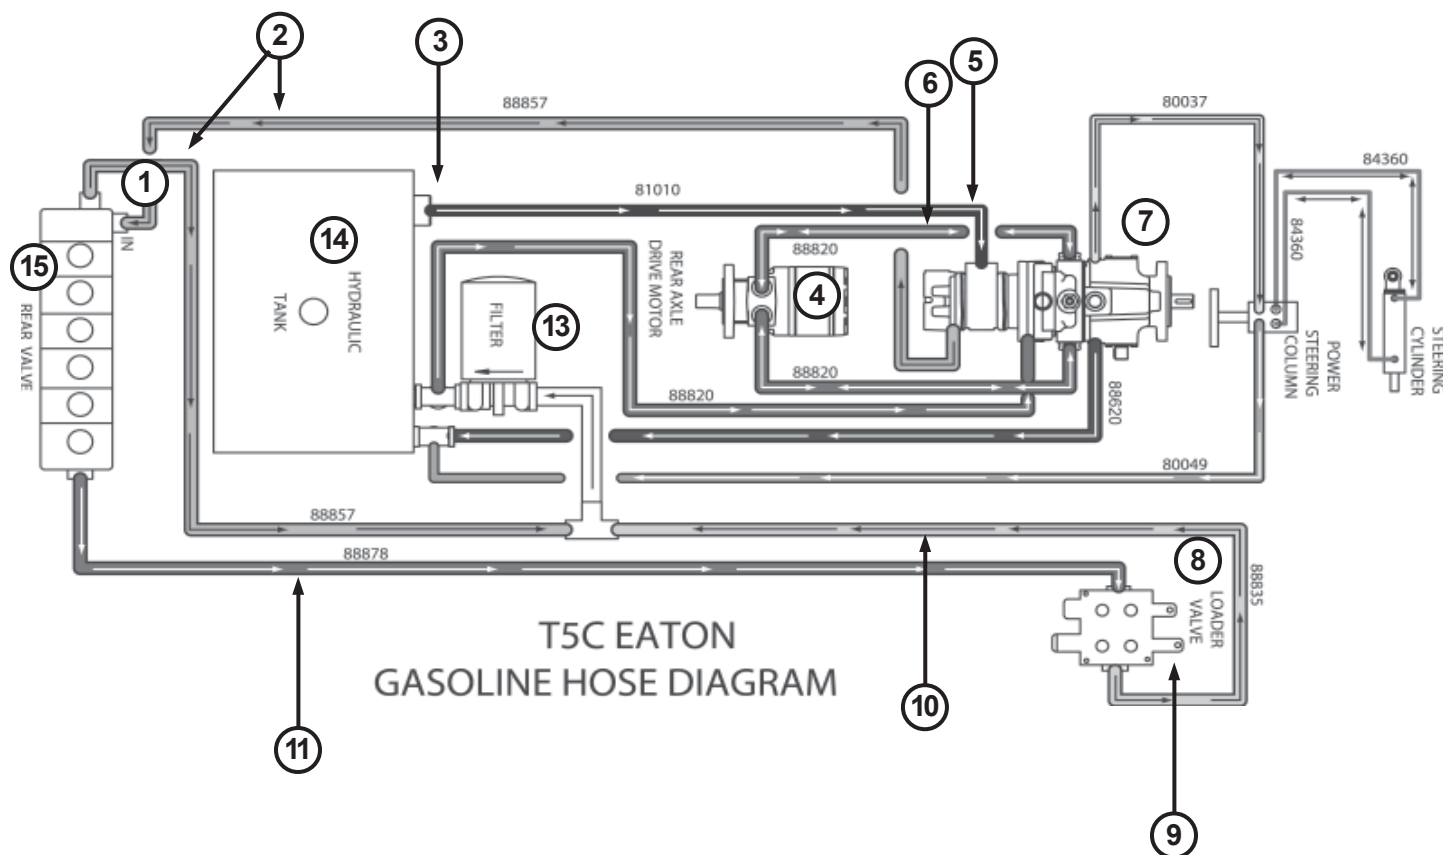 2
3
5
6
88857
80037
84360
1
81010
7
84360
14
15
IN
88820
REAR AXLE
DRIVE MOTOR
4
HYDRAULIC
TANK
FILTER
13
REAR VALVE
POWER
STEERING
COLUMN
STEERING
CYLINDER
88820
88820
88620
80049
88857
88878
8
88835
LOADER
VALVE
T5C EATON
GASOLINE HOSE DIAGRAM
10
11
9